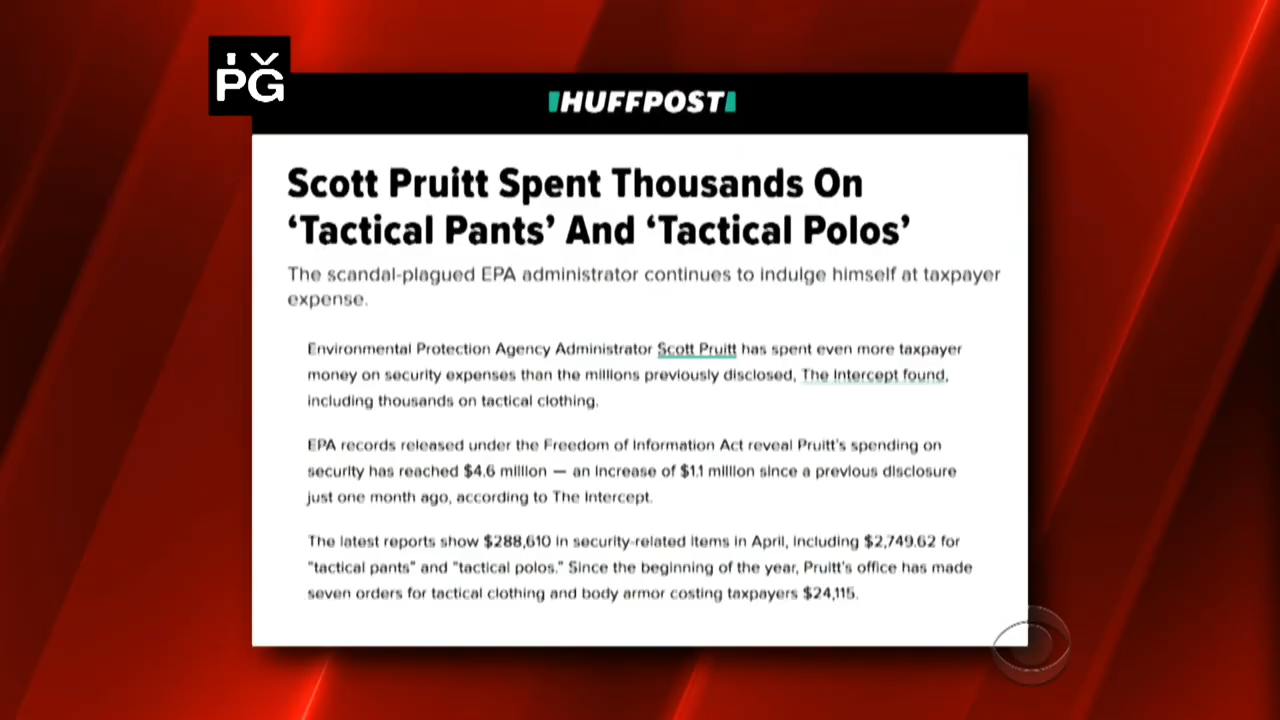 TV
PG
HUFFPOST
Scott Pruitt Spent Thousands On
‘Tactical Pants’ And ‘Tactical Polos’
The scandal-plagued EPA administrator continues to indulge himself at taxpayer
expense.
Environmental Protection Agency Administrator Scott Pruitt has spent even more taxpayer
money on security expenses than the millions previously disclosed, The Intercept found,
including thousands on tactical clothing.
EPA records released under the Freedom of Information Act reveal Pruitt's spending on
security has reached $4.6 million — an increase of $1.1 million since a previous disclosure
just one month ago, according to The Intercept.
The latest reports show $288,610 in security-related items in April, including $2,749.62 for
"tactical pants" and "tactical polos." Since the beginning of the year, Pruitt's office has made
seven orders for tactical clothing and body armor costing taxpayers $24,115.